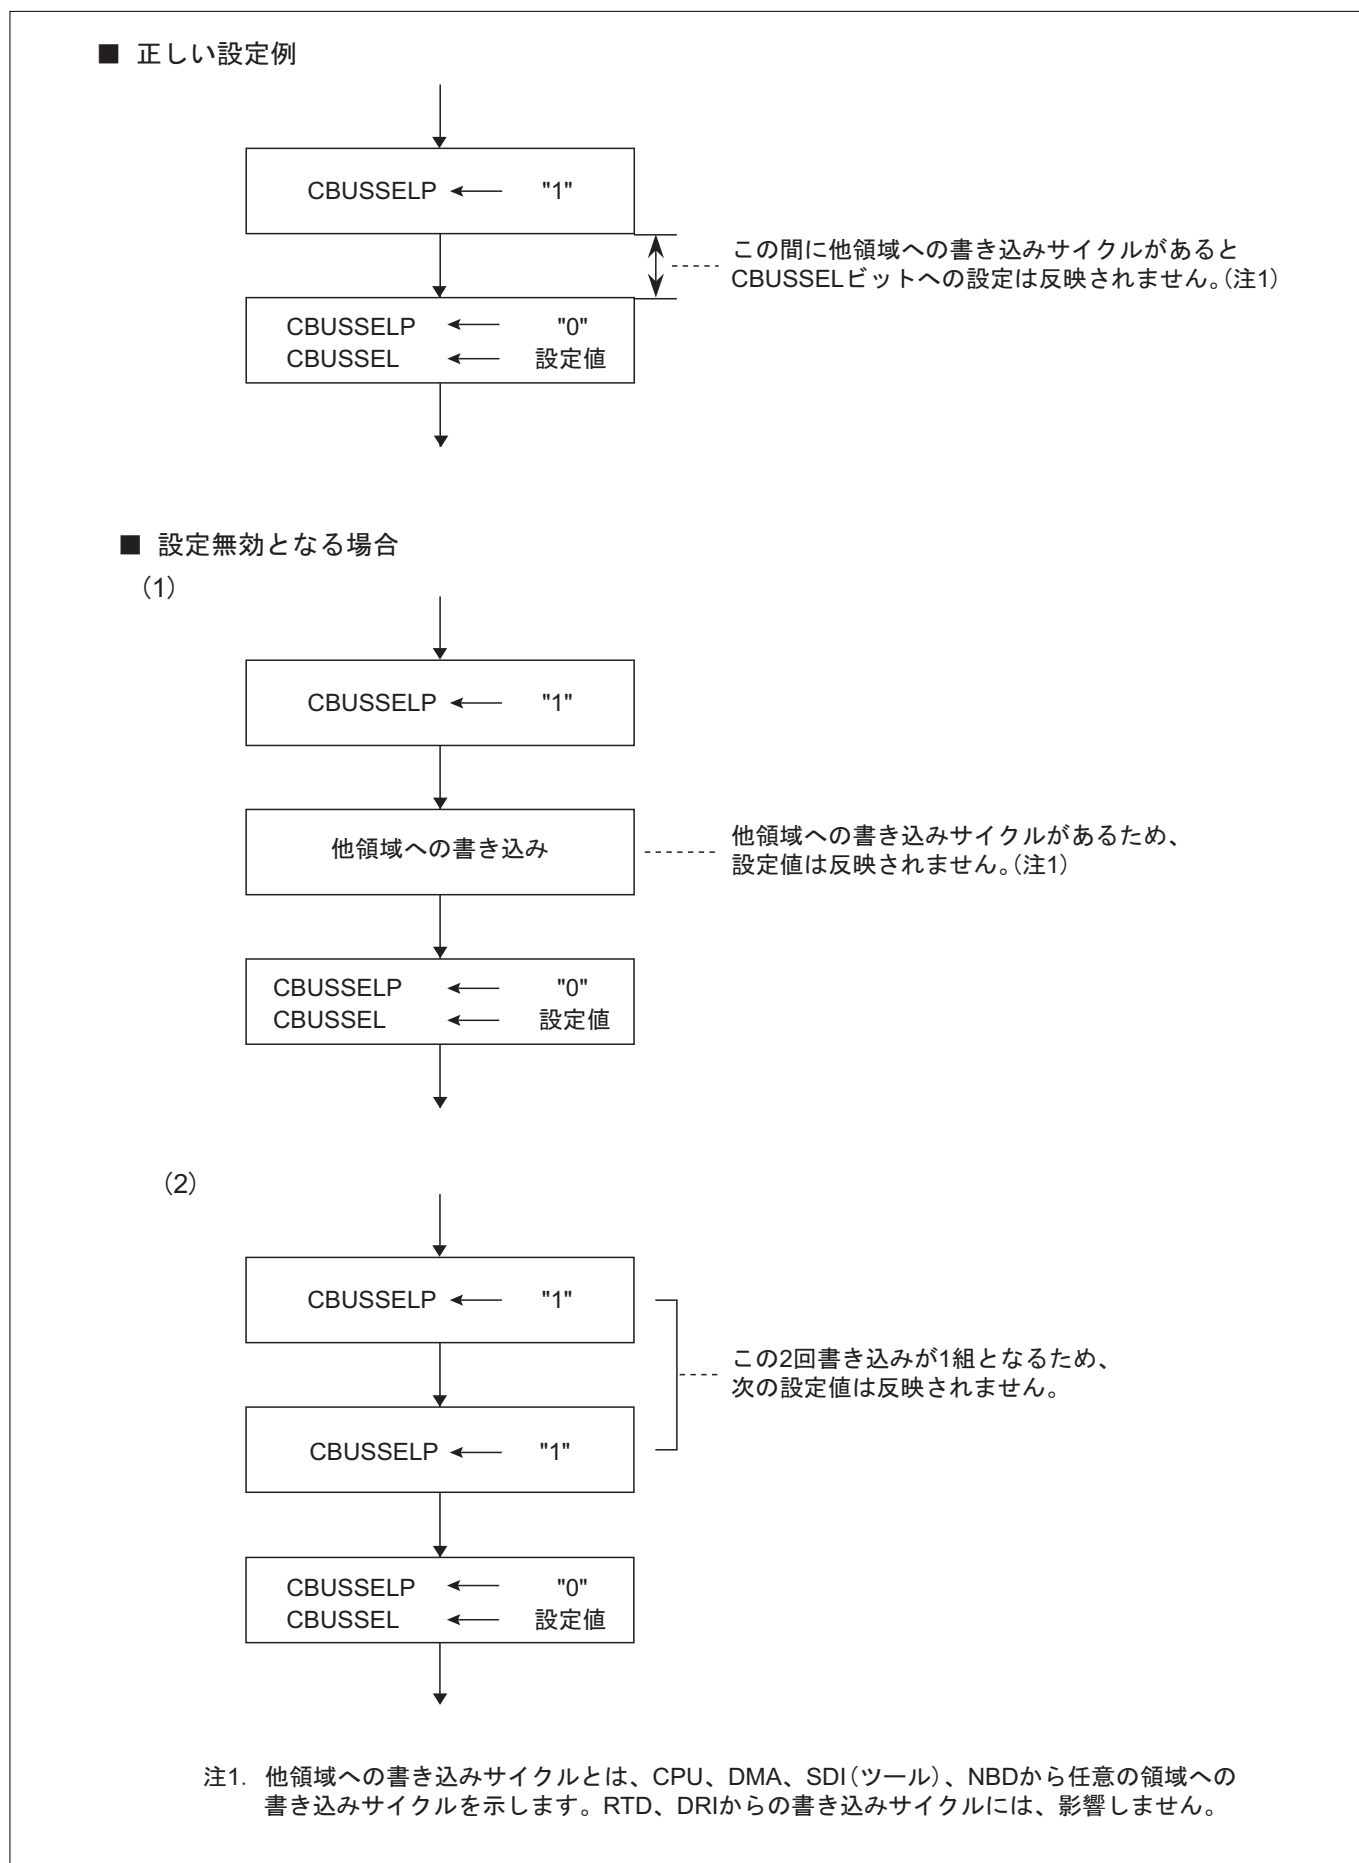 ■ 正しい設定例
CBUSSELP ← "1"
この間に他領域への書き込みサイクルがあると
CBUSSELビットへの設定は反映されません。(注1)
CBUSSELP ← "0"
CBUSSEL ← 設定値
■ 設定無効となる場合
(1)
CBUSSELP ← "1"
他領域への書き込み
他領域への書き込みサイクルがあるため、
設定値は反映されません。(注1)
CBUSSELP ← "0"
CBUSSEL ← 設定値
(2)
CBUSSELP ← "1"
この2回書き込みが1組となるため、
次の設定値は反映されません。
CBUSSELP ← "1"
CBUSSELP ← "0"
CBUSSEL ← 設定値
注1. 他領域への書き込みサイクルとは、CPU、DMA、SDI(ツール)、NBDから任意の領域への
書き込みサイクルを示します。RTD、DRIからの書き込みサイクルには、影響しません。